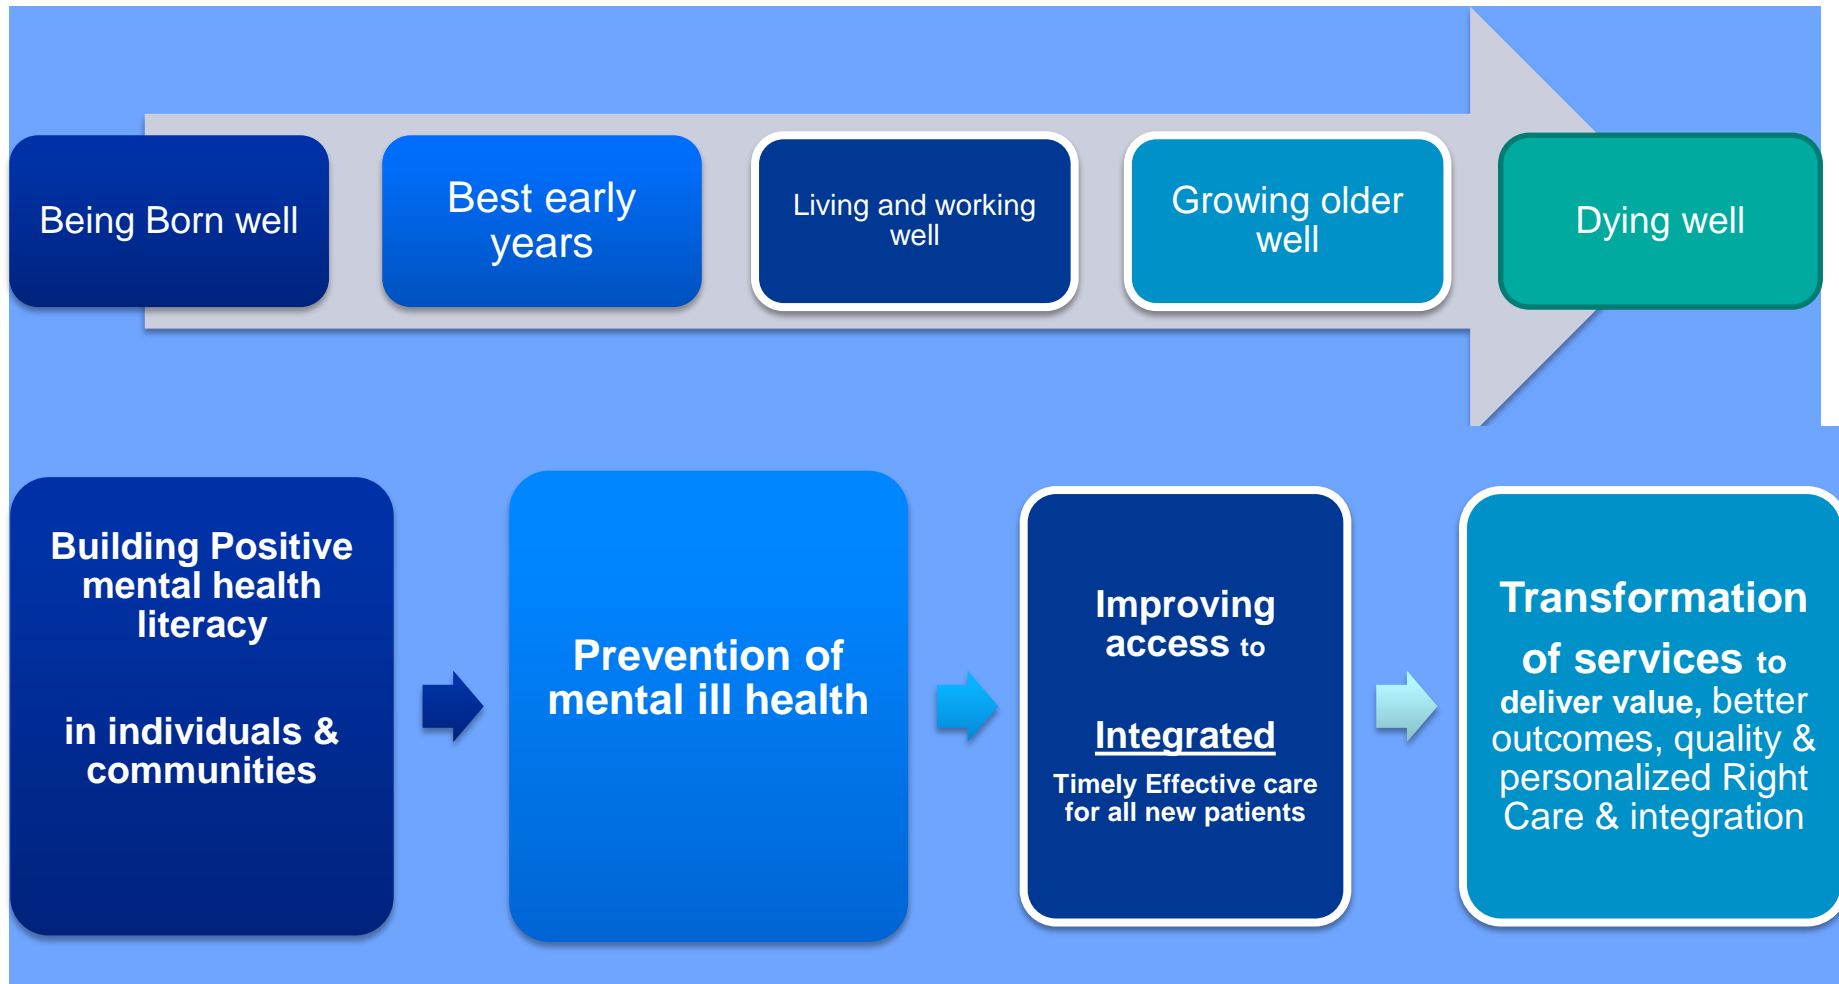 Being Born well
Best early
years
Living and working
well
Growing older
well
Dying well
Building Positive
mental health
literacy
in individuals &
communities
Prevention of
mental ill health
Improving
access to
Integrated
Timely Effective care
for all new patients
Transformation
of services to
deliver value, better
outcomes, quality &
personalized Right
Care & integration